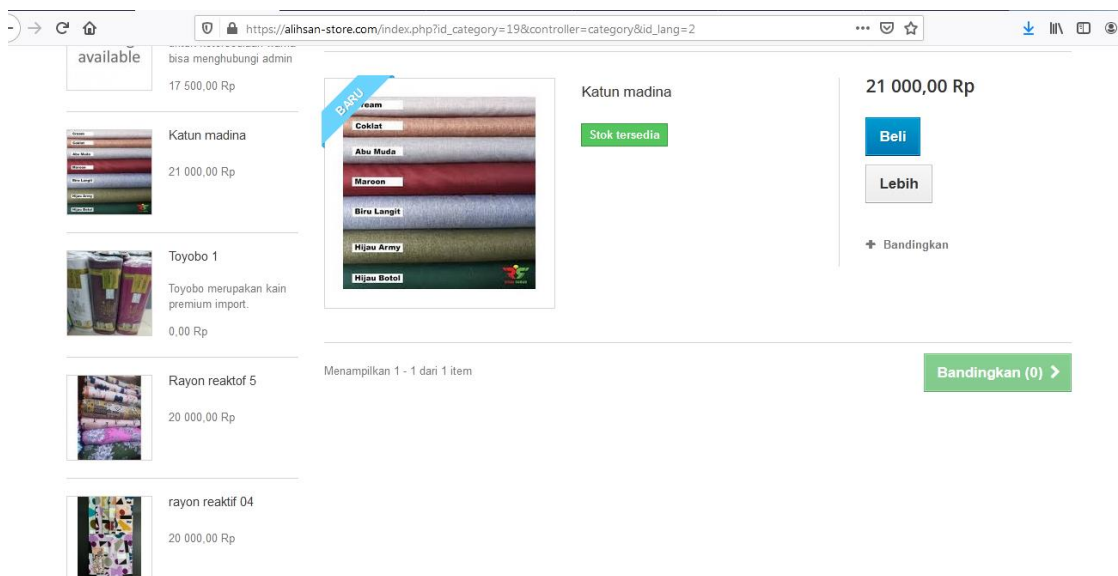 https://alihsan-store.com/index.php?id_category=19&controller=category&id_lang=2
available
bisa menghubungi admin
17 500,00 Rp
Katun madina
21 000,00 Rp
Toyobo 1
Toyobo merupakan kain
premium import.
0,00 Rp
Rayon reaktof 5
20 000,00 Rp
rayon reaktif 04
20 000,00 Rp
BARU
Coklat
Abu Muda
Maroon
Biru Langit
Hijau Army
Hijau Botol
Katun madina
Stok tersedia
21 000,00 Rp
Beli
Lebih
Bandingkan
Menampilkan 1 - 1 dari 1 item
Bandingkan (0)